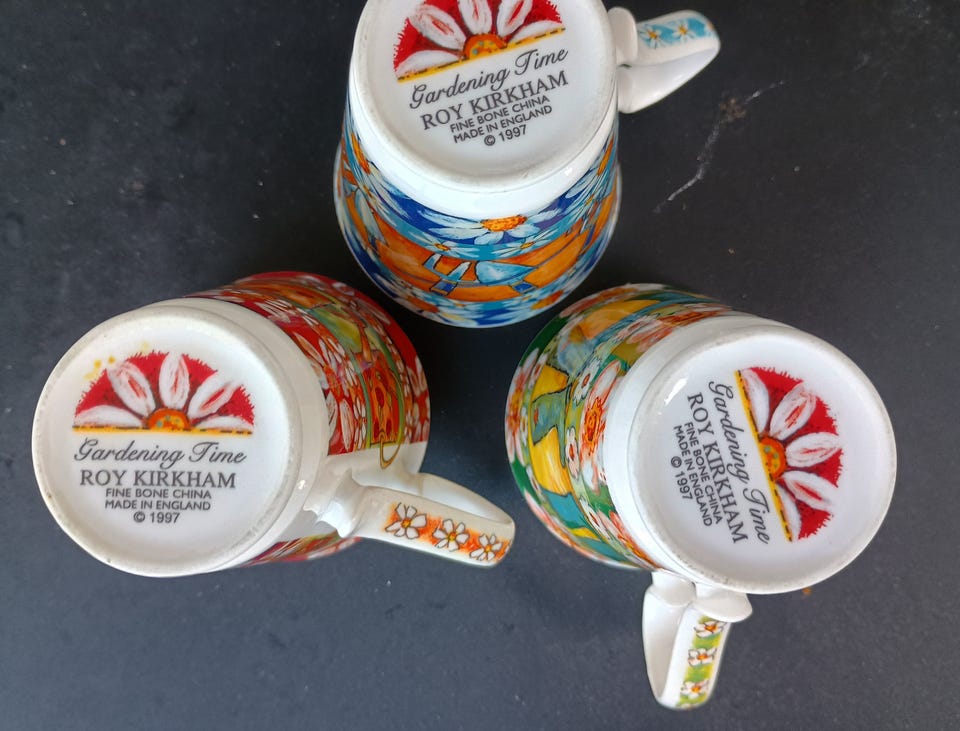 Gardening Time
ROY KIRKHAM
FINE BONE CHINA
MADE IN ENGLAND
© 1997
Gardening Time
ROY KIRKHAM
FINE BONE CHINA
MADE IN ENGLAND
© 1997
Gardening Time
ROY KIRKHAM
FINE BONE CHINA
MADE IN ENGLAND
© 1997